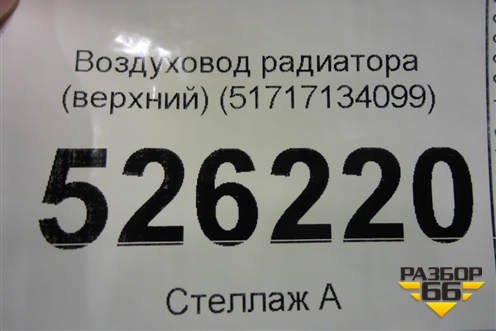 Воздуховод радиатора
(верхний) (51717134099)
526220
Стеллаж А
РАЗБОР
66